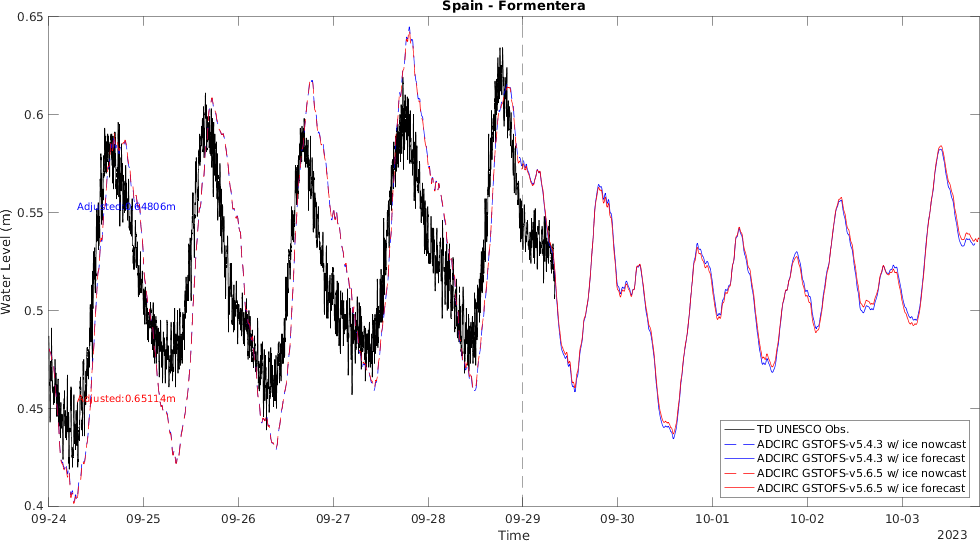 Spain - Formentera
0.65
0.6
0.55
0.5
0.45
0.4
Water Level (m)
Adjusted:0.64806m
Adjusted:0.65114m
TD UNESCO Obs.
ADCIRC GSTOFS-v5.4.3 w/ ice nowcast
ADCIRC GSTOFS-v5.4.3 w/ ice forecast
ADCIRC GSTOFS-v5.6.5 w/ ice nowcast
ADCIRC GSTOFS-v5.6.5 w/ ice forecast
09-24 09-25 09-26 09-27 09-28 09-29 09-30 10-01 10-02 10-03
Time
2023